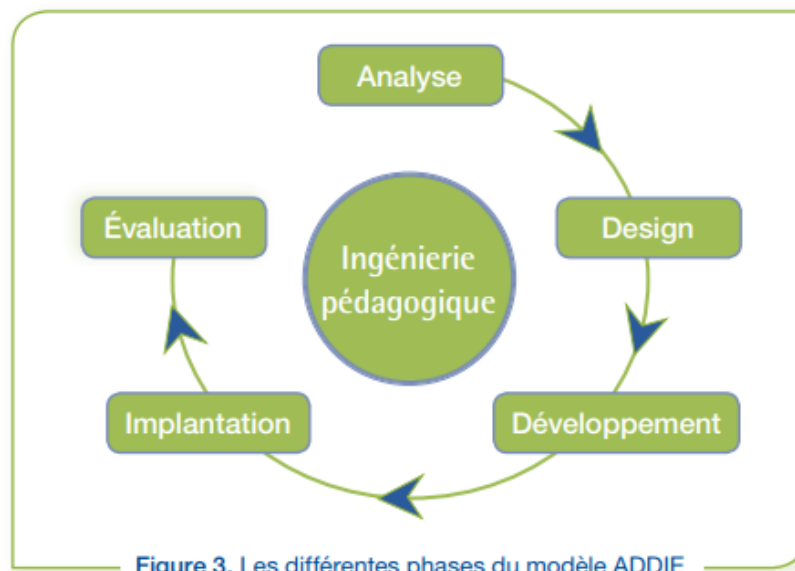 Analyse
Évaluation
Design
Ingénierie
pédagogique
Implantation
Développement
Figure 3. Les différentes phases du modèle ADDIE